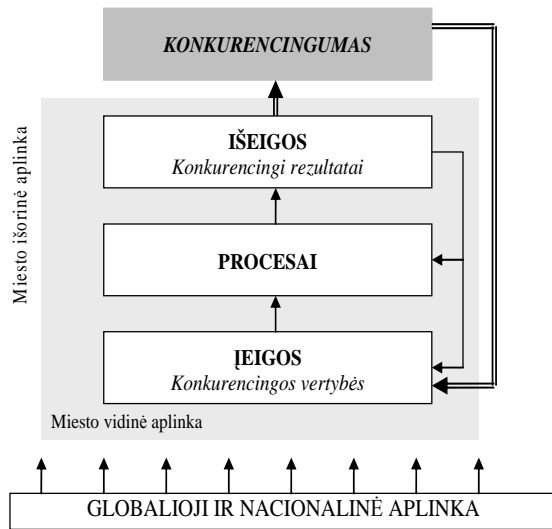 KONKURENCINGUMAS
IŠEIGOS
Konkurencingi rezultatai
PROCESAI
ĮEIGOS
Konkurencingos vertybės
Miesto vidinė aplinka
Miesto išorinė aplinka
GLOBALIOJI IR NACIONALINĖ APLINKA